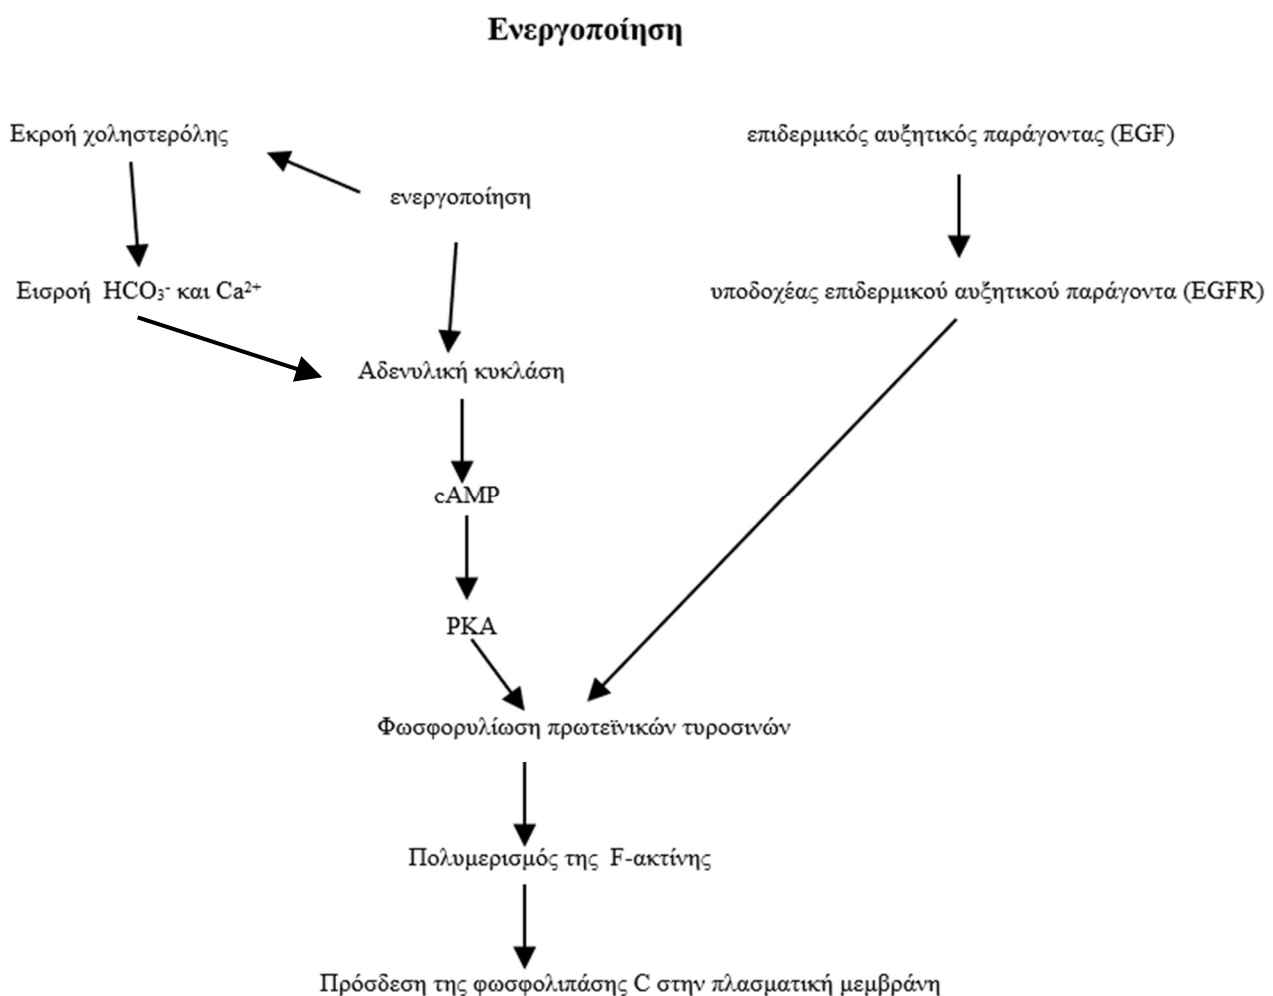 Ενεργοποίηση
Εκροή χοληστερόλης
επιδερμικός αυξητικός παράγοντας (EGF)
ενεργοποίηση
Εισροή HCO₃⁻ και Ca²⁺
υποδοχέας επιδερμικού αυξητικού παράγοντα (EGFR)
Αδενυλική κυκλάση
cAMP
PKA
Φωσφορυλίωση πρωτεϊνικών τυροσινών
Πολυμερισμός της F-ακτίνης
Πρόσδεση της φωσφολιπάσης C στην πλασματική μεμβράνη